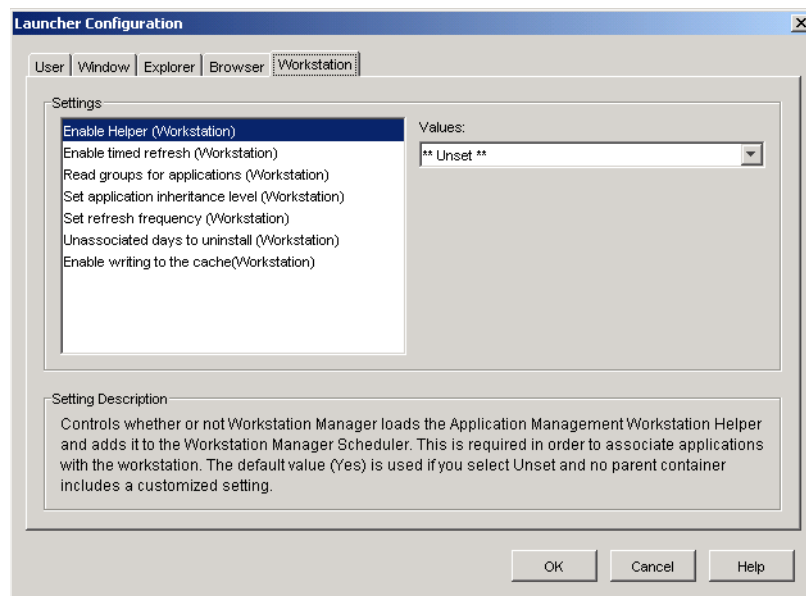 Launcher Configuration
User Window Explorer Browser Workstation
Settings
Enable Helper (Workstation)
Enable timed refresh (Workstation)
Read groups for applications (Workstation)
Set application inheritance level (Workstation)
Set refresh frequency (Workstation)
Unassociated days to uninstall (Workstation)
Enable writing to the cache(Workstation)
Values:
** Unset **
Setting Description
Controls whether or not Workstation Manager loads the Application Management Workstation Helper
and adds it to the Workstation Manager Scheduler. This is required in order to associate applications
with the workstation. The default value (Yes) is used if you select Unset and no parent container
includes a customized setting.
OK Cancel Help